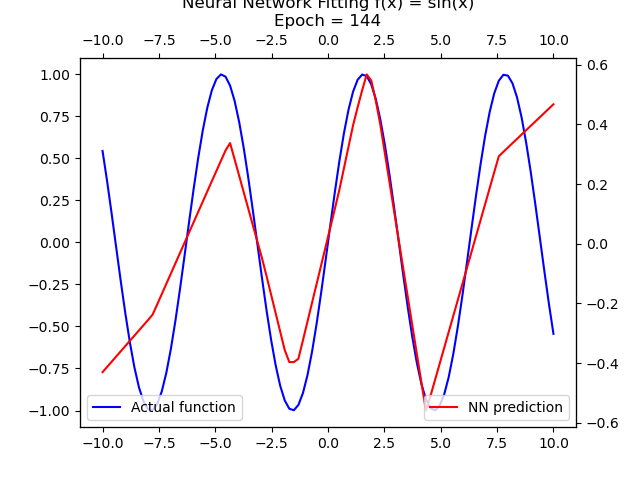 Neural Network Fitting f(x) = sin(x)
Epoch = 144
−10.0 −7.5 −5.0 −2.5 0.0 2.5 5.0 7.5 10.0
1.00 0.6
0.75
0.50 0.4
0.25 0.2
0.00 0.0
−0.25 −0.2
−0.50
−0.75 −0.4
−1.00 −0.6
Actual function NN prediction
−10.0 −7.5 −5.0 −2.5 0.0 2.5 5.0 7.5 10.0